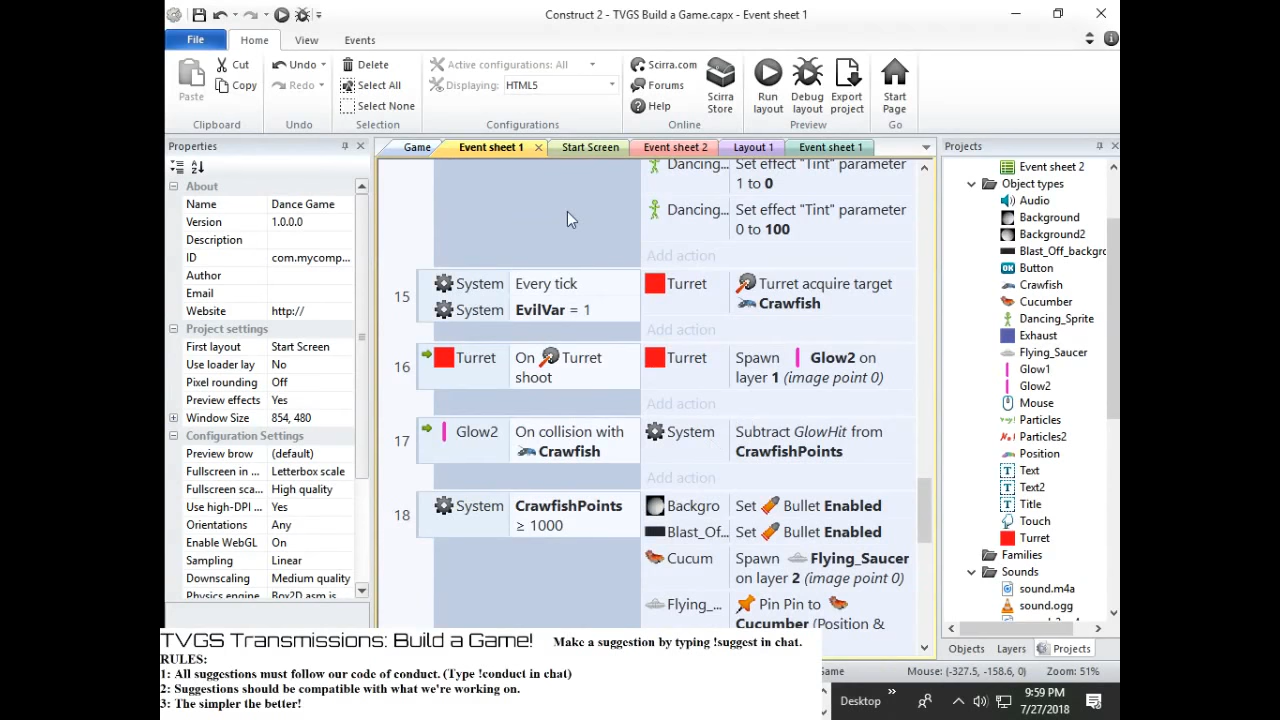 Construct 2 - TVGS Build a Game.capx - Event sheet 1
File Home View Events
Paste Cut Copy Clipboard
Undo Redo Undo
Delete Select All Select None Selection
Active configurations: All
Displaying: HTML5
Configurations
Scirra.com Forums Help Scirra Store Online
Run layout Debug layout Export project Preview
Start Page Go
Properties
About
Name Dance Game
Version 1.0.0.0
Description
ID com.mycomp...
Author
Email
Website http://
Project settings
First layout Start Screen
Use loader lay No
Pixel rounding Off
Preview effects Yes
Window Size 854, 480
Configuration Settings
Preview brow (default)
Fullscreen in ... Letterbox scale
Fullscreen sca... High quality
Use high-DPI ... Yes
Orientations Any
Enable WebGL On
Sampling Linear
Downscaling Medium quality
Physics engine Box2D asm.js
Game Event sheet 1 Start Screen Event sheet 2 Layout 1 Event sheet 1
Dancing... Set effect "Tint" parameter
1 to 0
Dancing... Set effect "Tint" parameter
0 to 100
Add action
15 System Every tick Turret Turret acquire target
System EvilVar = 1 Crawfish
Add action
16 Turret On Turret shoot Turret Spawn Glow2 on
layer 1 (image point 0)
Add action
17 Glow2 On collision with Crawfish System Subtract GlowHit from
CrawfishPoints
Add action
18 System CrawfishPoints ≥ 1000 Backgro Set Bullet Enabled
Blast_Of... Set Bullet Enabled
Cucum Spawn Flying_Saucer
on layer 2 (image point 0)
Flying_... Pin Pin to
Cucumber (Position &
Projects
Event sheet 2
Object types
Audio
Background
Background2
Blast_Off_backgro
OK Button
Crawfish
Cucumber
Dancing_Sprite
Exhaust
Flying_Saucer
Glow1
Glow2
Mouse
Particles
Particles2
Position
T Text
T Text2
T Title
Touch
Turret
Families
Sounds
sound.m4a
sound.ogg
Objects Layers Projects
Mouse: (-327.5, -158.6, 0) Zoom: 51%
TVGS Transmissions: Build a Game! Make a suggestion by typing !suggest in chat.
RULES:
1: All suggestions must follow our code of conduct. (Type !conduct in chat)
2: Suggestions should be compatible with what we're working on.
3: The simpler the better!
Desktop
9:59 PM
7/27/2018